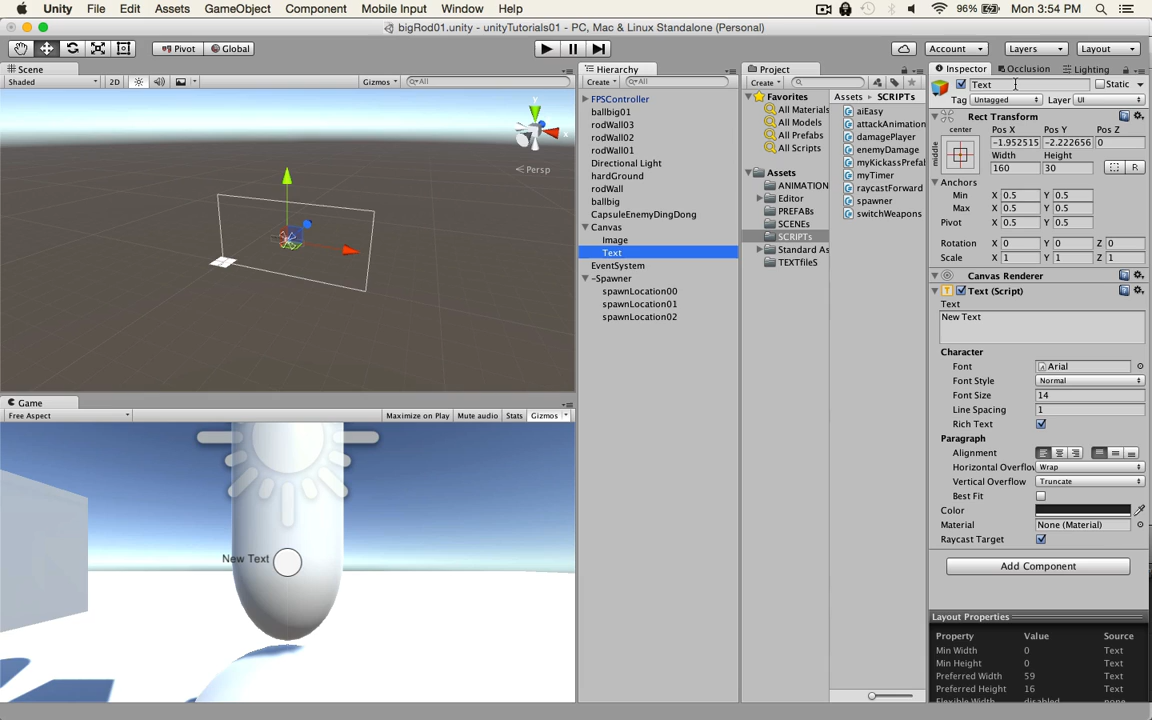 Unity File Edit Assets GameObject Component Mobile Input Window Help 96% Mon 3:54 PM
bigRod01.unity - unityTutorials01 - PC, Mac & Linux Standalone (Personal)
Pivot Global Account Layers Layout
Scene
Shaded 2D Gizmos All
Persp
Game
Free Aspect Maximize on Play Mute audio Stats Gizmos
New Text
Hierarchy
Create All
FPSController
ballbig01
rodWall03
rodWall02
rodWall01
Directional Light
hardGround
rodWall
ballbig
CapsuleEnemyDingDong
Canvas
Image
Text
EventSystem
~Spawner
spawnLocation00
spawnLocation01
spawnLocation02
Project
Create
Favorites
All Materials
All Models
All Prefabs
All Scripts
Assets
ANIMATION
Editor
PREFABs
SCENEs
SCRIPTs
Standard As
TEXTfileS
Assets SCRIPTs
aiEasy
attackAnimation
damagePlayer
enemyDamage
myKickassPrefab
myTimer
raycastForward
spawner
switchWeapons
Inspector Occlusion Lighting
Text Static
Tag Untagged Layer UI
Rect Transform
center Pos X Pos Y Pos Z
middle -1.952515 -2.222656 0
Width Height
160 30 R
Anchors
Min X 0.5 Y 0.5
Max X 0.5 Y 0.5
Pivot X 0.5 Y 0.5
Rotation X 0 Y 0 Z 0
Scale X 1 Y 1 Z 1
Canvas Renderer
Text (Script)
Text
New Text
Character
Font Arial
Font Style Normal
Font Size 14
Line Spacing 1
Rich Text
Paragraph
Alignment
Horizontal Overflow Wrap
Vertical Overflow Truncate
Best Fit
Color
Material None (Material)
Raycast Target
Add Component
Layout Properties
Property Value Source
Min Width 0 Text
Min Height 0 Text
Preferred Width 59 Text
Preferred Height 16 Text
Flexible Width disabled none